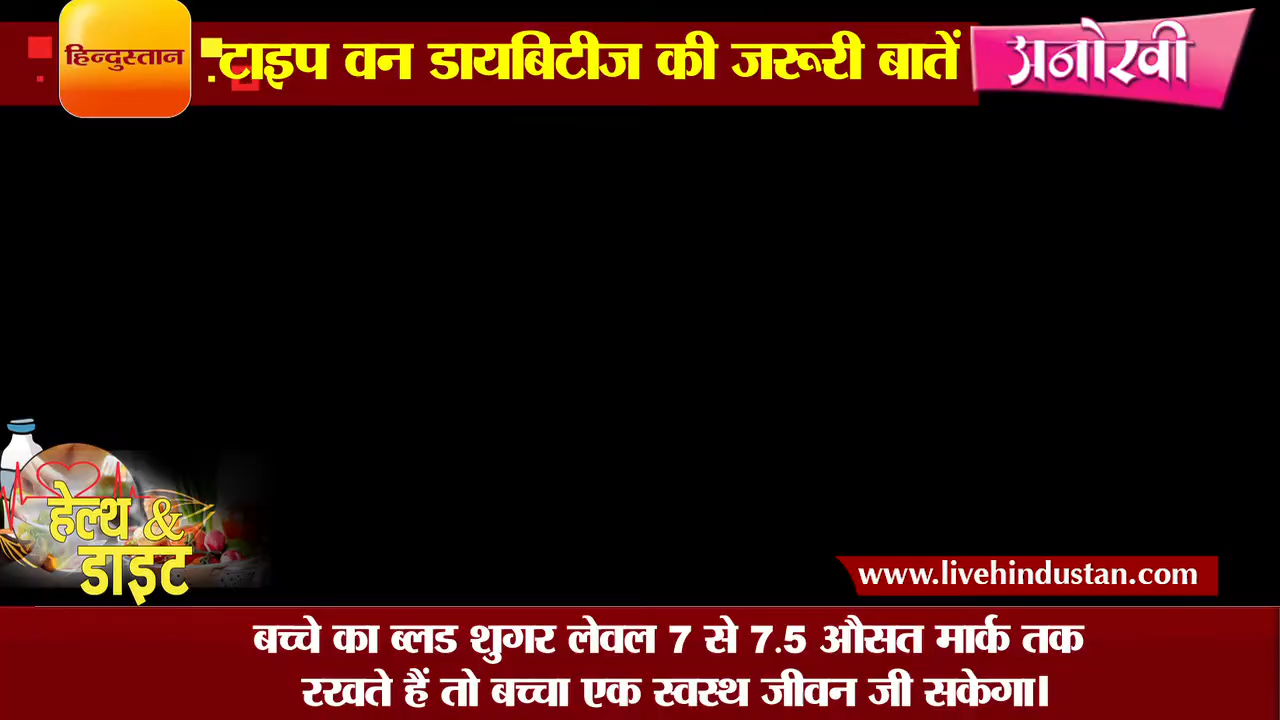 हिन्दुस्तान
टाइप वन डायबिटीज की जरूरी बातें
अनोखी
हेल्थ &
डाइट
www.livehindustan.com
बच्चे का ब्लड शुगर लेवल 7 से 7.5 औसत मार्क तक
रखते हैं तो बच्चा एक स्वस्थ जीवन जी सकेगा।